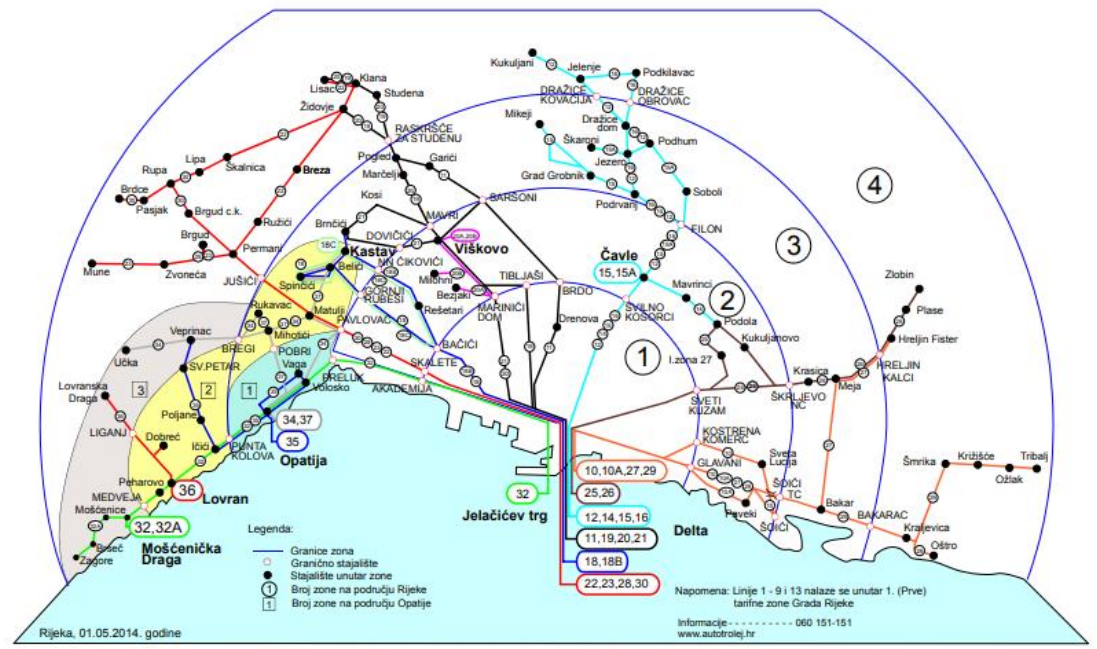 Kukuljani
Jelenje
Podkilavac
DRAŽICE
KOVAČIJA
DRAŽICE
OBROVAC
Lisac
Klana
Studena
Židovje
Mikeji
Dražice
dom
Škaroni
Podhum
Jezero
RASKRŠĆE
ZA STUDENU
Pogled
Garići
Marčelji
Grad Grobnik
Podrvanj
Soboli
Lipa
Rupa
Škalnica
Breza
Brdce
Pasjak
Brgud c.k.
Ružići
Kosi
SARSONI
MAVRI
4
3
2
1
Brgud
Permani
Brnčići
DOVIČIĆI
18C
Kastav
Viškovo
FILON
Mune
Zvoneća
JUŠIĆI
Belići
NN ČIKOVIĆI
Milohni
TIBLJAŠI
BRDO
Čavle
15, 15A
Zlobin
Spinčići
GORNJI
RUBEŠI
Bezjaki
MARINIĆI
DOM
SVILNO
KOSORCI
Mavrinci
Plase
Rukavac
Matulji
Rešetari
Drenova
Podola
Hreljin Fister
Veprinac
Mihotići
PAVLOVAC
BAČIĆI
Kukuljanovo
Učka
BREGI
POBRI
SKALETE
I.zona 27
HRELJIN
KALCI
SV.PETAR
Vaga
PRELUK
AKADEMIJA
Krasica
Meja
Lovranska
Draga
3
2
1
Volosko
SVETI
KUZAM
ŠKRLJEVO
NC
Poljane
34,37
35
LIGANJ
Dobreć
Ičići
PUNTA
KOLOVA
Opatija
KOSTRENA
KOMERC
Sveta
Lucija
GLAVANI
Šmrika
Križišće
Tribalj
Ožlak
Peharovo
36
Lovran
10,10A,27,29
ŠOIĆI
TC
MEDVEJA
32
25,26
Paveki
Bakar
Mošćenice
32,32A
Jelačićev trg
12,14,15,16
Delta
ŠOIĆI
BAKARAC
Mošćenička
Draga
Brseč
Zagore
11,19,20,21
Kraljevica
Oštro
18,18B
22,23,28,30
Legenda:
Granice zona
Granično stajalište
Stajalište unutar zone
1 Broj zone na području Rijeke
1 Broj zone na području Opatije
Napomena: Linije 1 - 9 i 13 nalaze se unutar 1. (Prve)
tarifne zone Grada Rijeke
Informacije - - - - - - - - - - 060 151-151
www.autotrolej.hr
Rijeka, 01.05.2014. godine